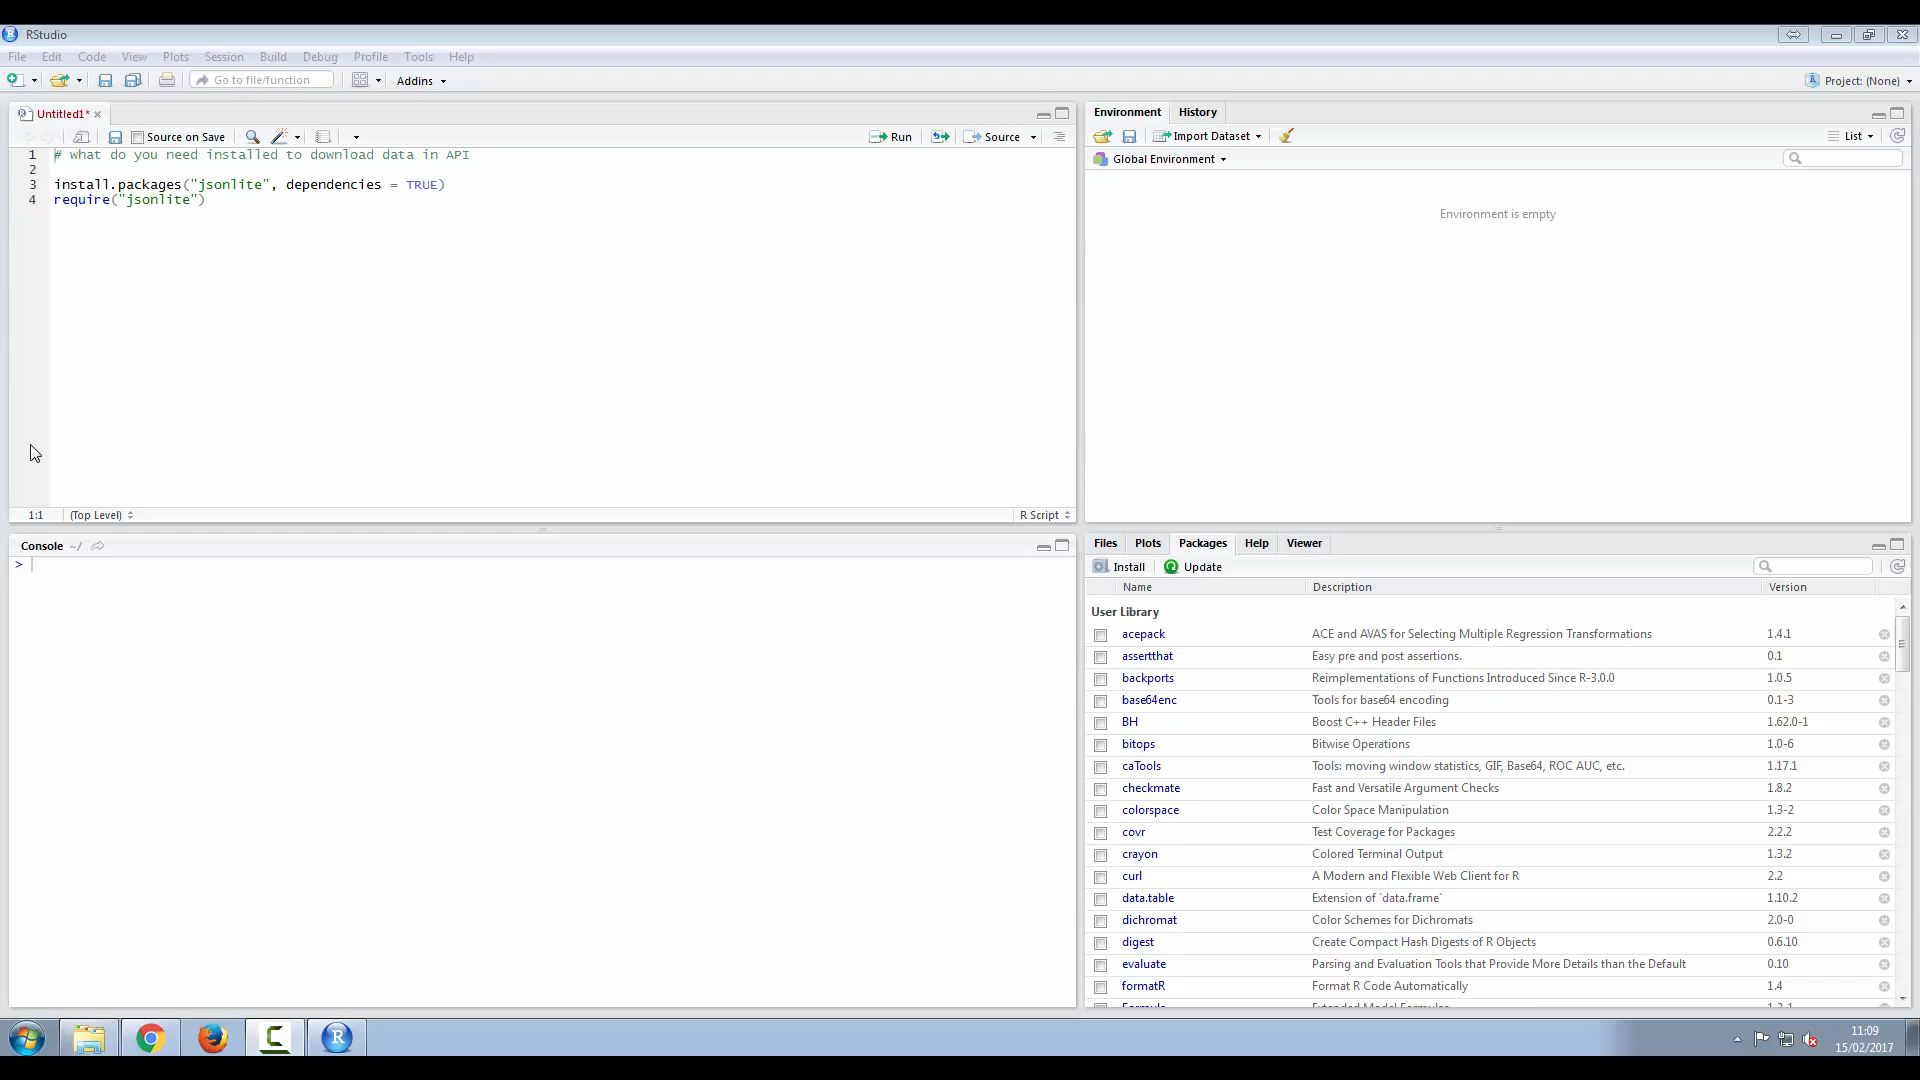 RStudio
File Edit Code View Plots Session Build Debug Profile Tools Help
Go to file/function Addins Project: (None)
Untitled1*
Source on Save Run Source
1 # what do you need installed to download data in API
2
3 install.packages("jsonlite", dependencies = TRUE)
4 require("jsonlite")
1:1 (Top Level) R Script
Console ~/
>
Environment History
Import Dataset List
Global Environment
Environment is empty
Files Plots Packages Help Viewer
Install Update
Name Description Version
User Library
acepack ACE and AVAS for Selecting Multiple Regression Transformations 1.4.1
assertthat Easy pre and post assertions. 0.1
backports Reimplementations of Functions Introduced Since R-3.0.0 1.0.5
base64enc Tools for base64 encoding 0.1-3
BH Boost C++ Header Files 1.62.0-1
bitops Bitwise Operations 1.0-6
caTools Tools: moving window statistics, GIF, Base64, ROC AUC, etc. 1.17.1
checkmate Fast and Versatile Argument Checks 1.8.2
colorspace Color Space Manipulation 1.3-2
covr Test Coverage for Packages 2.2.2
crayon Colored Terminal Output 1.3.2
curl A Modern and Flexible Web Client for R 2.2
data.table Extension of `data.frame` 1.10.2
dichromat Color Schemes for Dichromats 2.0-0
digest Create Compact Hash Digests of R Objects 0.6.10
evaluate Parsing and Evaluation Tools that Provide More Details than the Default 0.10
formatR Format R Code Automatically 1.4
11:09
15/02/2017